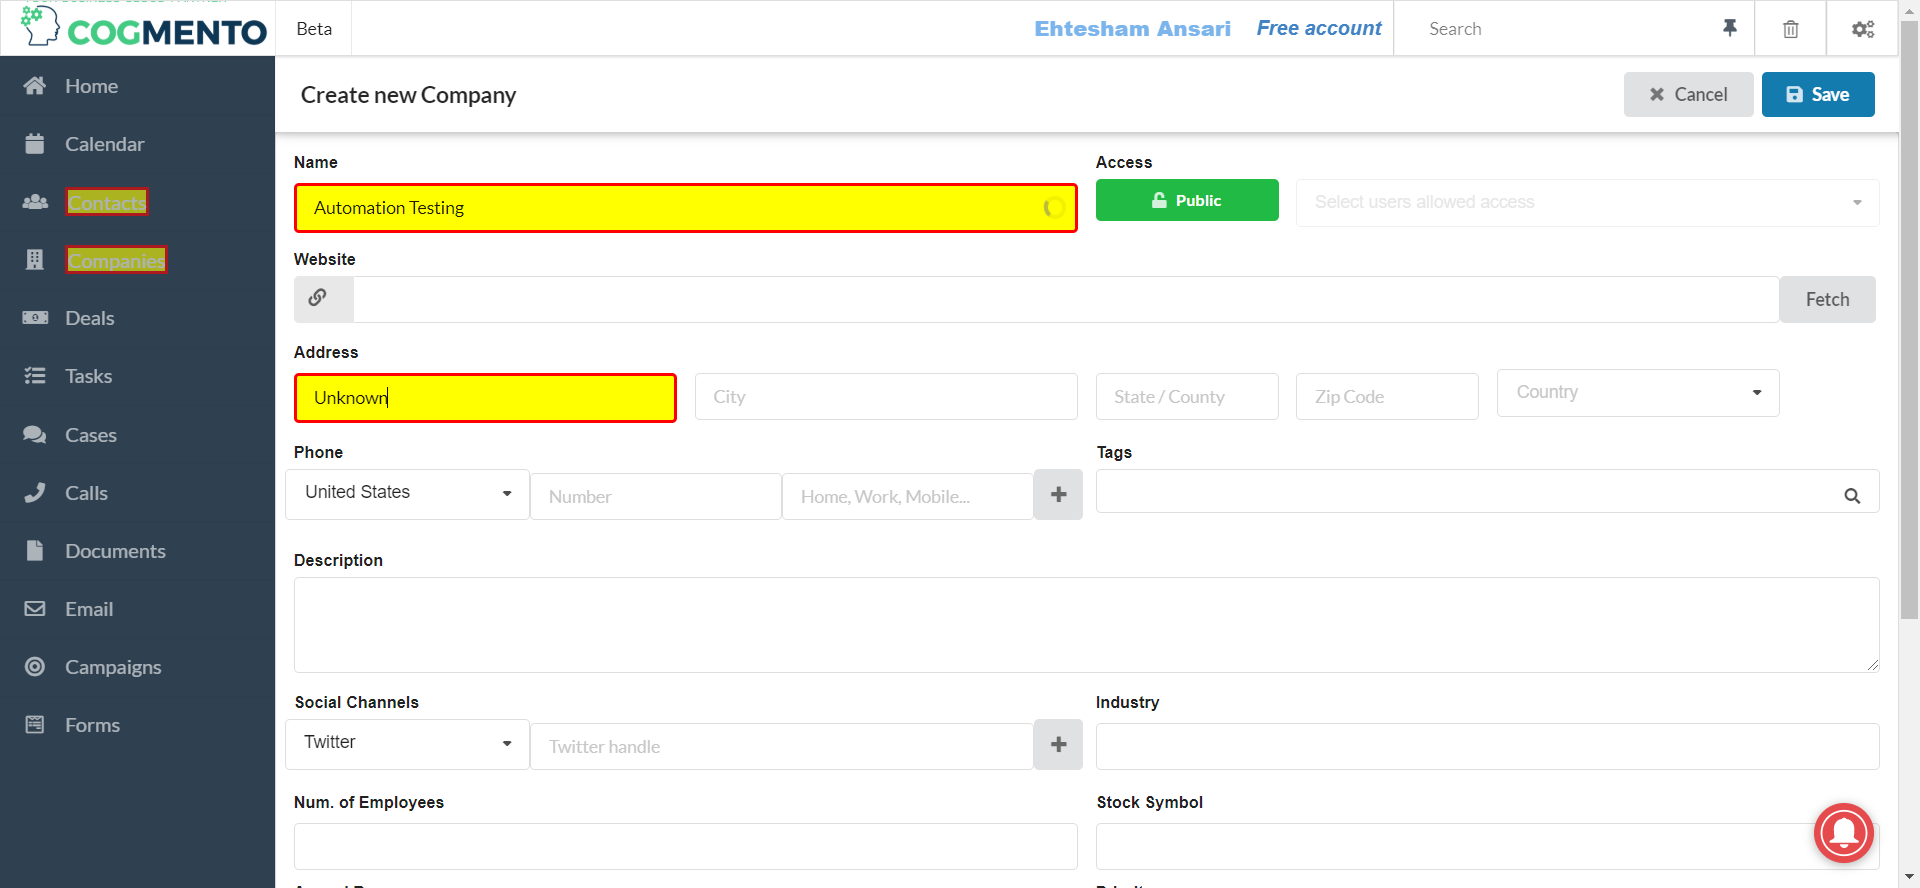 COGMENTO
Beta
Ehtesham Ansari
Free account
Search
Home
Calendar
Contacts
Companies
Deals
Tasks
Cases
Calls
Documents
Email
Campaigns
Forms
Create new Company
Cancel
Save
Name
Automation Testing
Access
Public
Select users allowed access
Website
Fetch
Address
Unknown
City
State / County
Zip Code
Country
Phone
United States
Number
Home, Work, Mobile...
Tags
Description
Social Channels
Twitter
Twitter handle
Industry
Num. of Employees
Stock Symbol